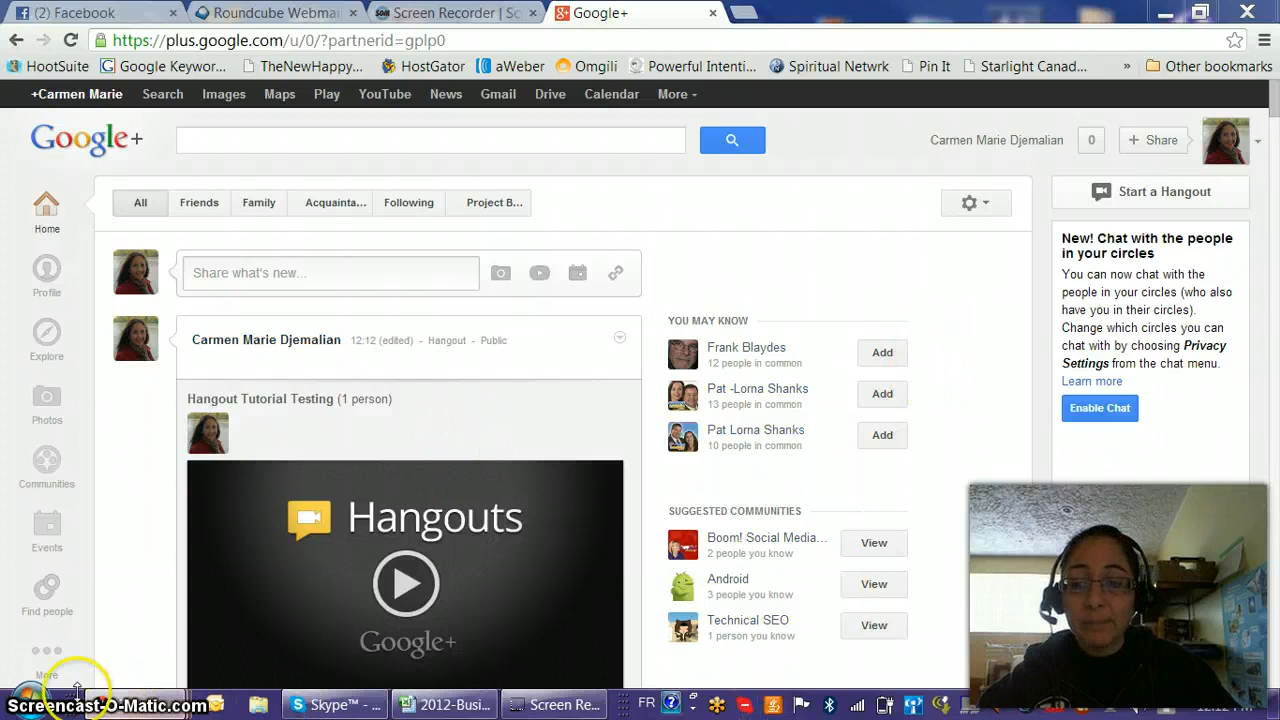 Facebook
Roundcube Webma
Screen Recorder | Sc
Google+
https://plus.google.com/u/0/?partnerid=gplp0
HootSuite
Google Keywor...
TheNewHappy...
HostGator
aWeber
Omgili
Powerful Intenti...
Spiritual Netwrk
Pin It
Starlight Canad...
»
Other bookmarks
+Carmen Marie
Search
Images
Maps
Play
YouTube
News
Gmail
Drive
Calendar
More
Google+
Carmen Marie Djemalian
0
+ Share
Home
Profile
Explore
Photos
Communities
Events
Find people
More
All
Friends
Family
Acquainta...
Following
Project B...
Share what's new...
Carmen Marie Djemalian 12:12 (edited) - Hangout - Public
Hangout Tutorial Testing (1 person)
Hangouts
Google+
YOU MAY KNOW
Frank Blaydes
12 people in common
Add
Pat -Lorna Shanks
13 people in common
Add
Pat Lorna Shanks
10 people in common
Add
SUGGESTED COMMUNITIES
Boom! Social Media...
2 people you know
View
Android
3 people you know
View
Technical SEO
1 person you know
View
Start a Hangout
New! Chat with the people
in your circles
You can now chat with the
people in your circles (who also
have you in their circles).
Change which circles you can
chat with by choosing Privacy
Settings from the chat menu.
Learn more
Enable Chat
Screencast-O-Matic.com
Skype™ - ...
2012-Busi...
Screen Re...
FR